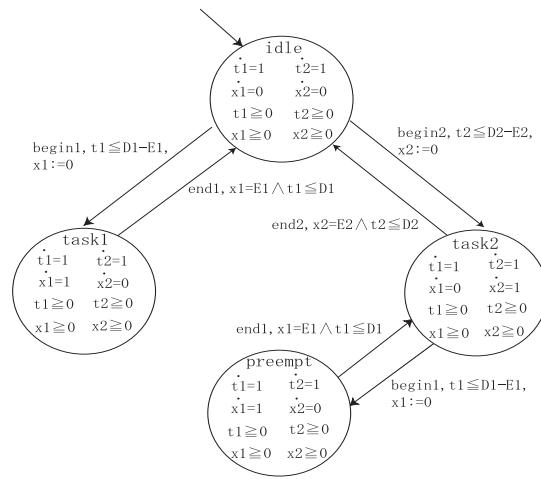 idle
ṫ1=1 ṫ2=1
ẋ1=0 ẋ2=0
t1≧0 t2≧0
x1≧0 x2≧0
begin1, t1≦D1−E1,
x1:=0
begin2, t2≦D2−E2,
x2:=0
end1, x1=E1∧t1≦D1
end2, x2=E2∧t2≦D2
task1
ṫ1=1 ṫ2=1
ẋ1=1 ẋ2=0
t1≧0 t2≧0
x1≧0 x2≧0
task2
ṫ1=1 ṫ2=1
ẋ1=0 ẋ2=1
t1≧0 t2≧0
x1≧0 x2≧0
end1, x1=E1∧t1≦D1
begin1, t1≦D1−E1,
x1:=0
preempt
ṫ1=1 ṫ2=1
ẋ1=1 ẋ2=0
t1≧0 t2≧0
x1≧0 x2≧0